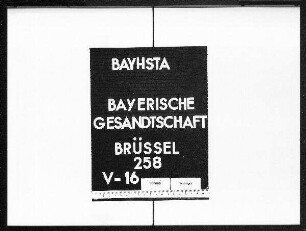 BAYHSTA
BAYERISCHE
GESANDTSCHAFT
BRÜSSEL
258
V-16